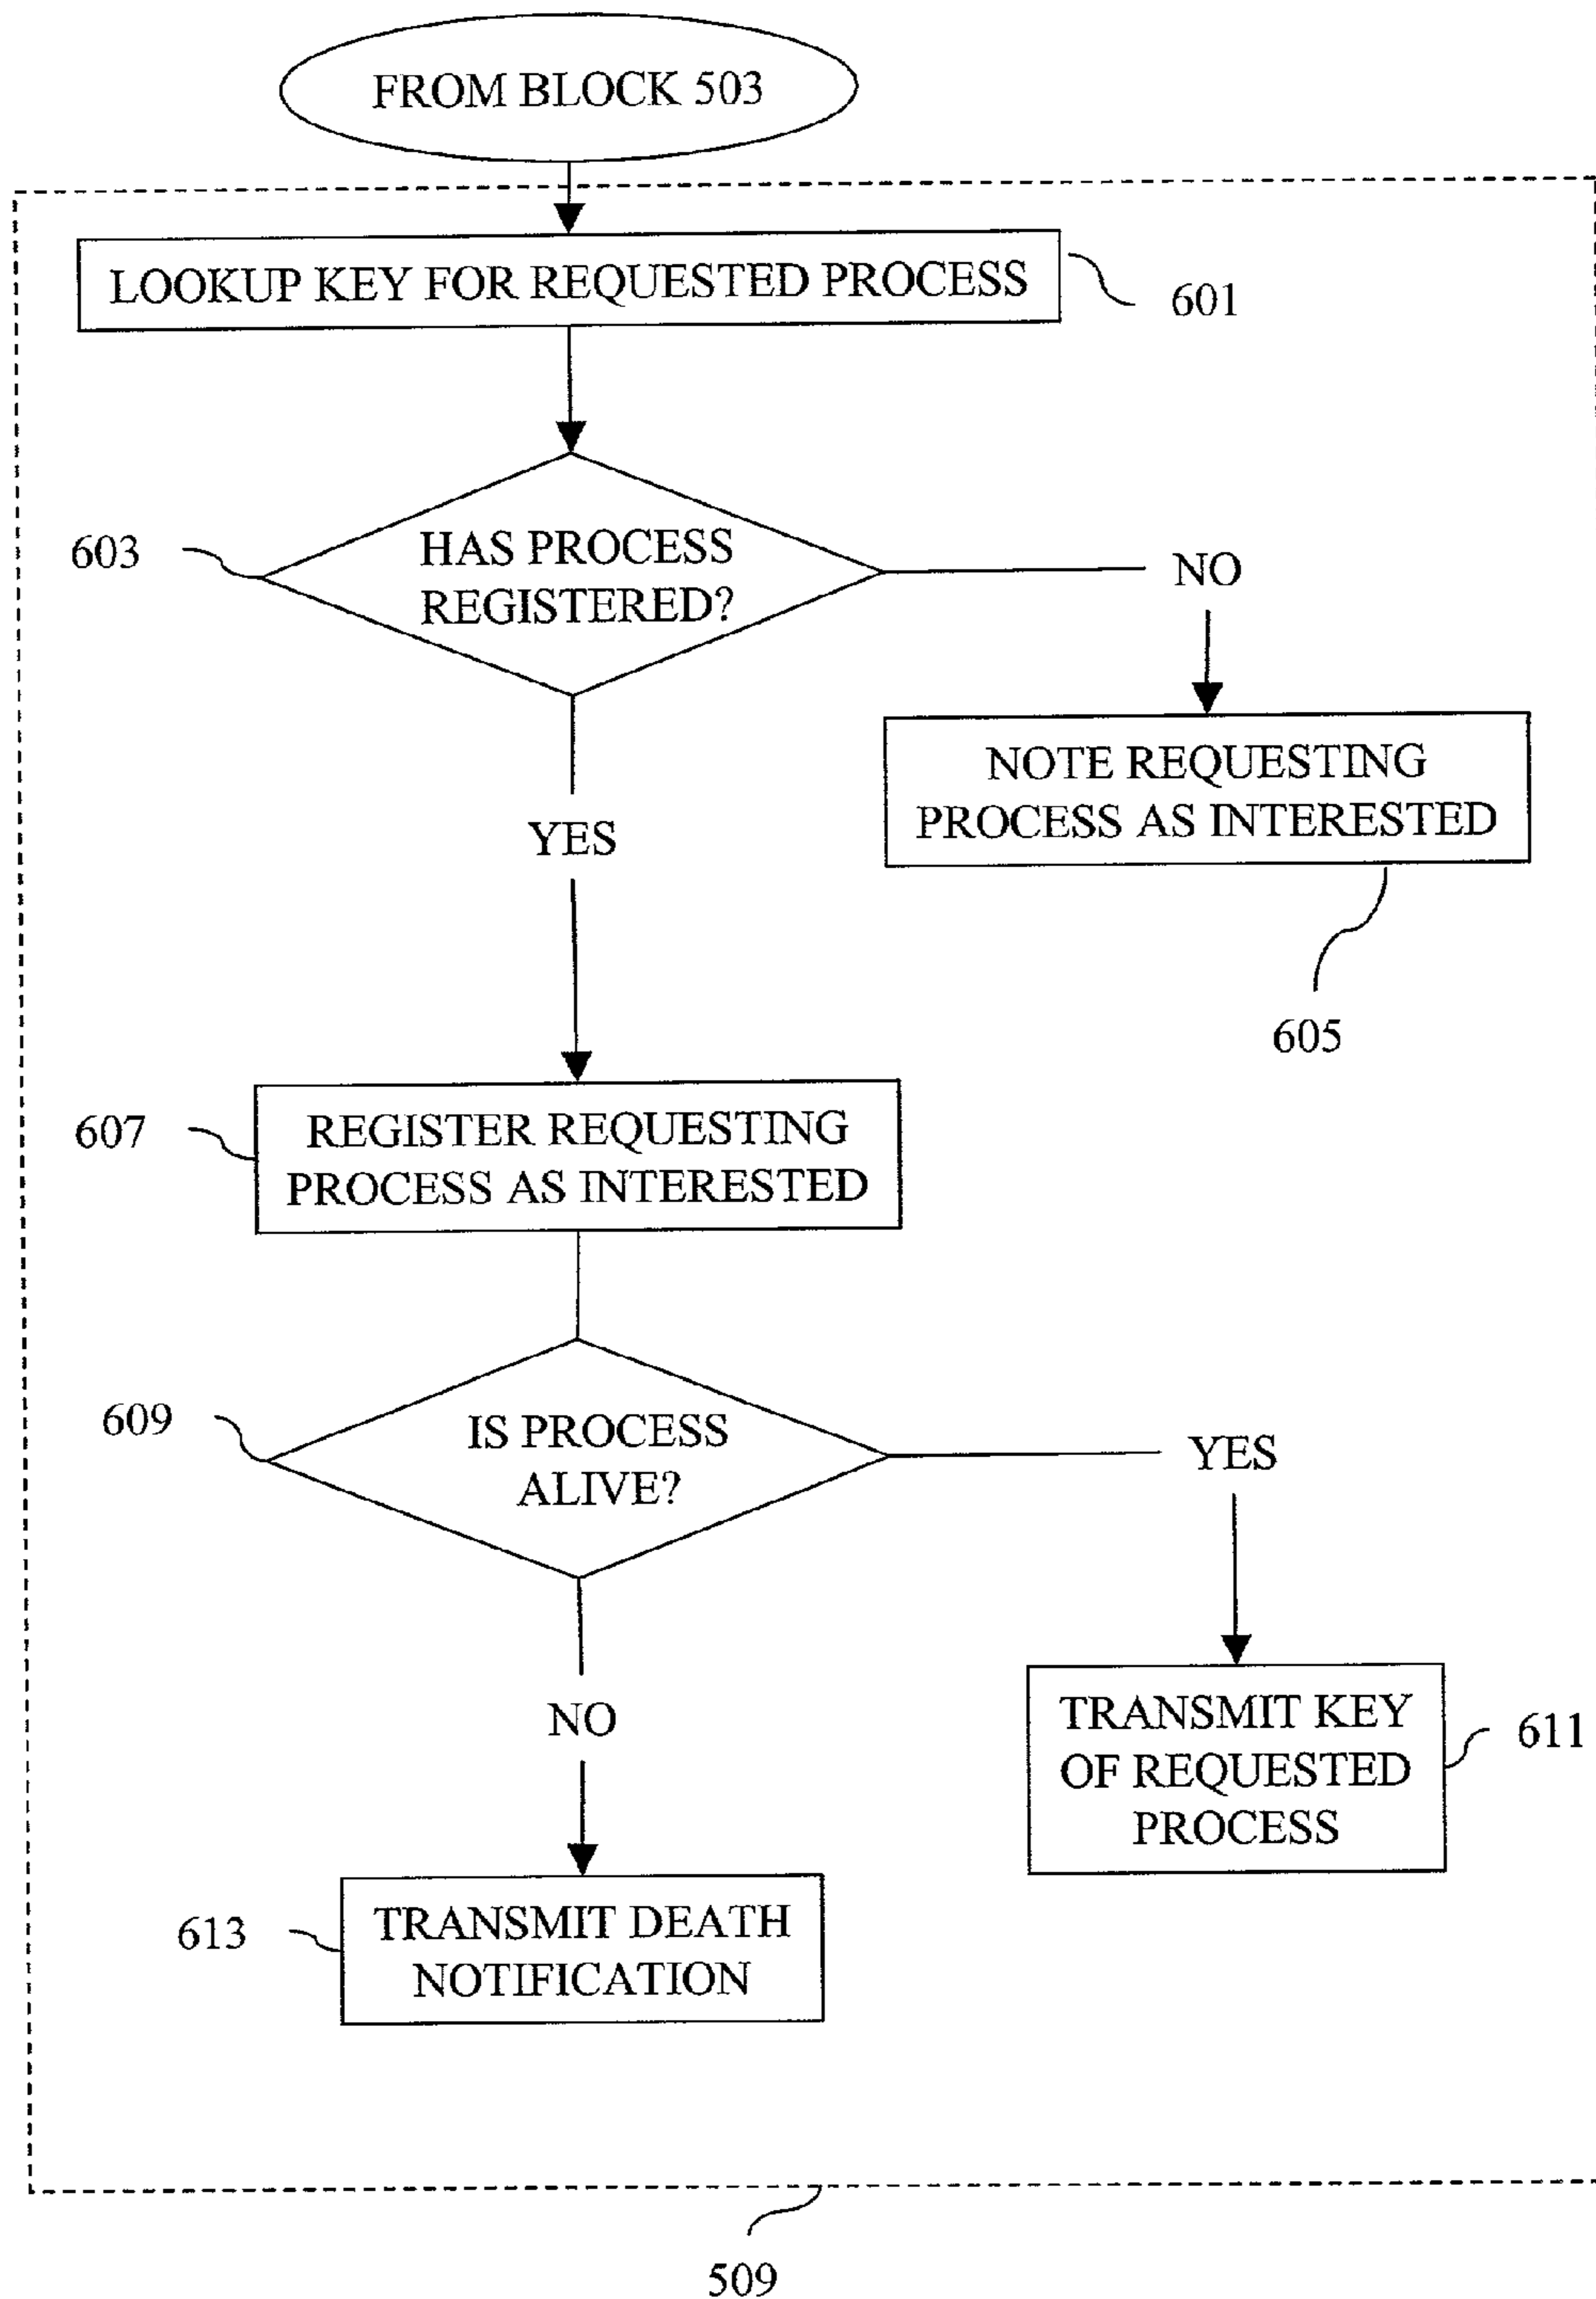 FROM BLOCK 503
LOOKUP KEY FOR REQUESTED PROCESS
601
603
HAS PROCESS
REGISTERED?
NO
NOTE REQUESTING
PROCESS AS INTERESTED
YES
605
607
REGISTER REQUESTING
PROCESS AS INTERESTED
609
IS PROCESS
ALIVE?
YES
NO
TRANSMIT KEY
OF REQUESTED
PROCESS
611
613
TRANSMIT DEATH
NOTIFICATION
509